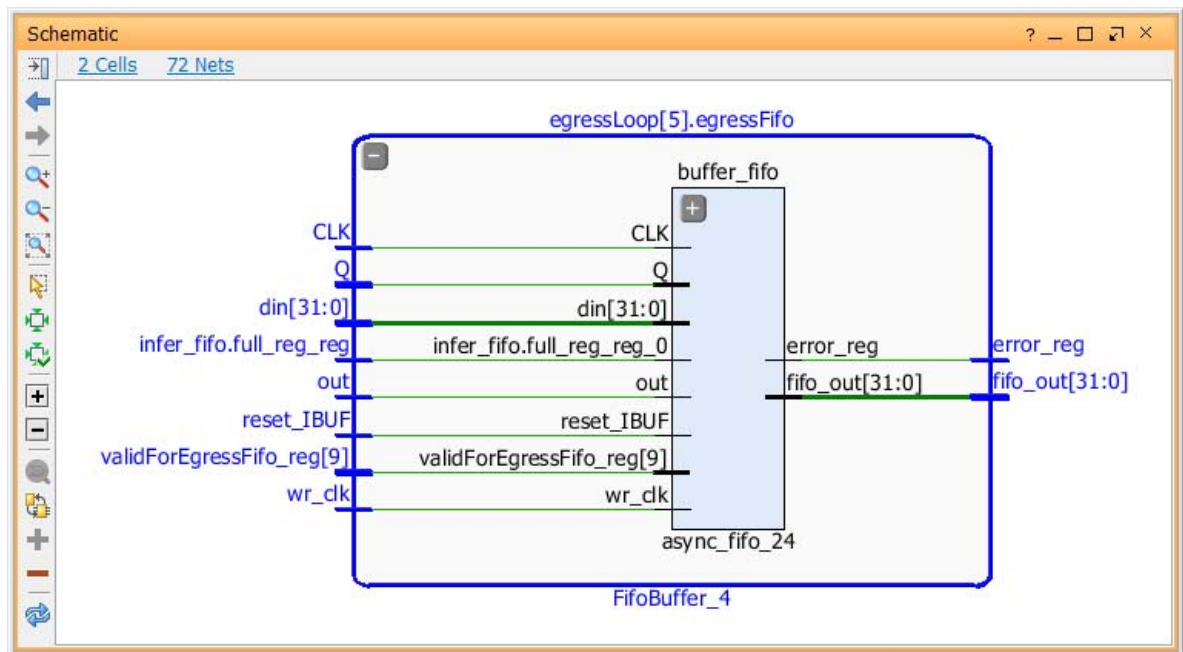 Schematic
2 Cells 72 Nets
egressLoop[5].egressFifo
buffer_fifo
CLK CLK
Q Q
din[31:0] din[31:0]
infer_fifo.full_reg_reg infer_fifo.full_reg_reg_0 error_reg error_reg
out out fifo_out[31:0] fifo_out[31:0]
reset_IBUF reset_IBUF
validForEgressFifo_reg[9] validForEgressFifo_reg[9]
wr_clk wr_clk
async_fifo_24
FifoBuffer_4